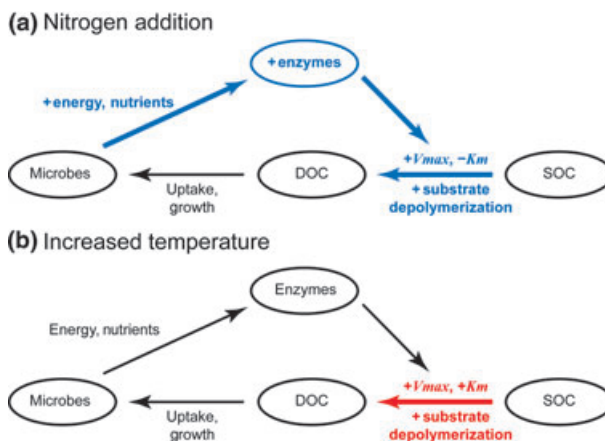 (a) Nitrogen addition
+enzymes
+energy, nutrients
+Vmax, −Km
Microbes
DOC
SOC
Uptake,
growth
+substrate
depolymerization
(b) Increased temperature
Enzymes
Energy, nutrients
+Vmax, +Km
Microbes
DOC
SOC
Uptake,
growth
+substrate
depolymerization